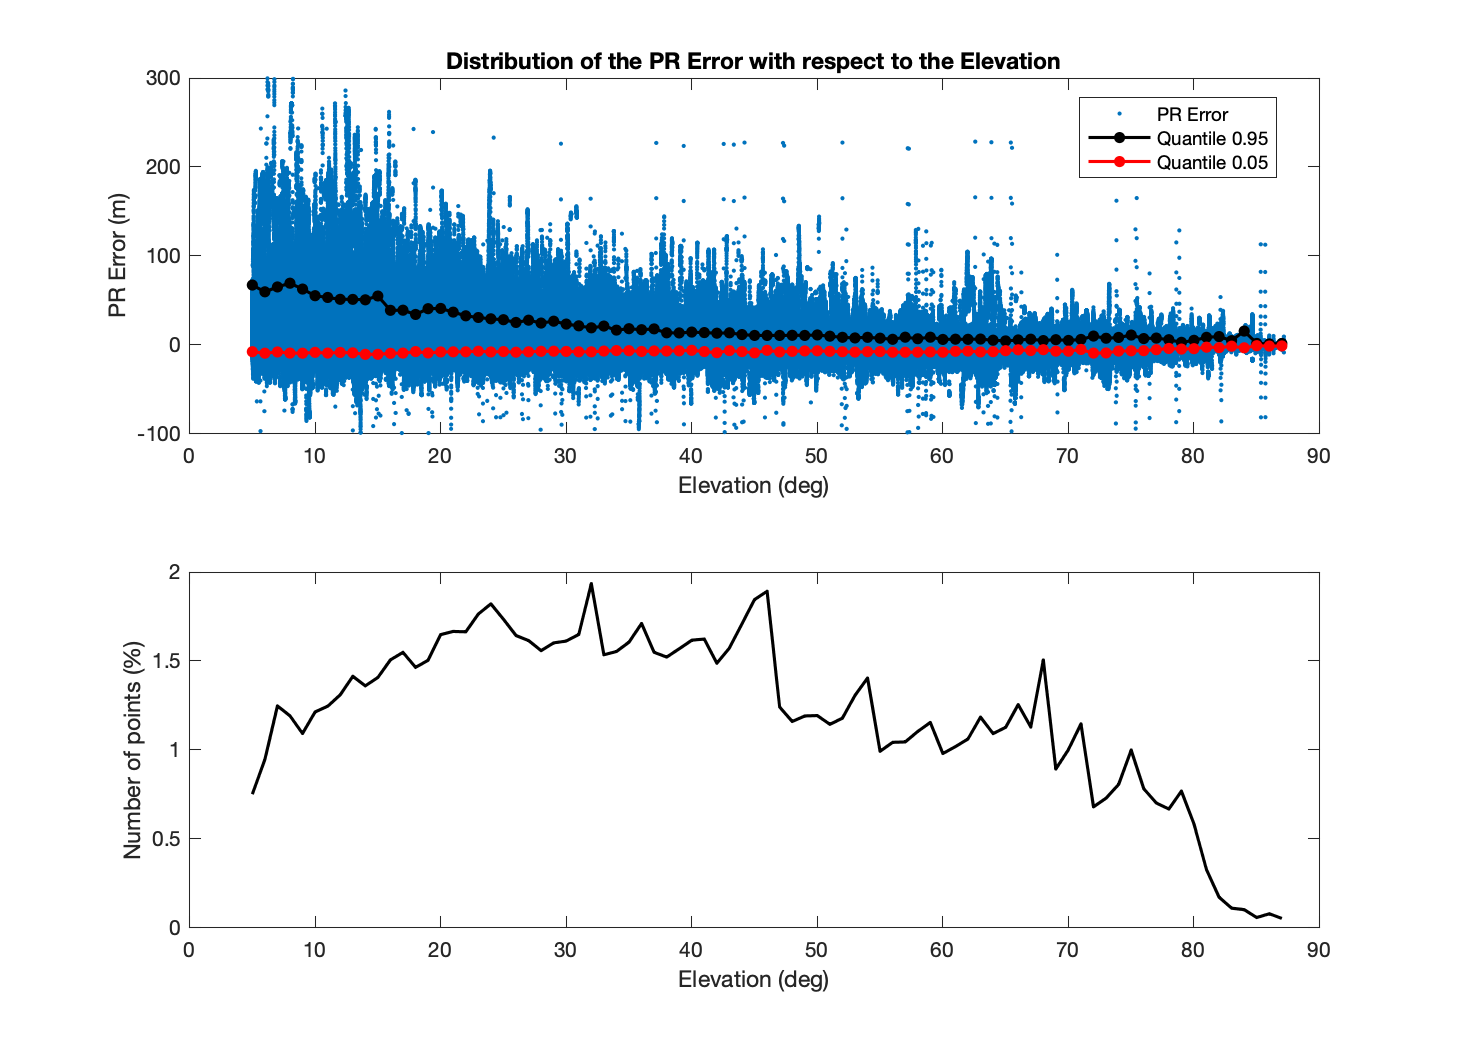 Distribution of the PR Error with respect to the Elevation
300
200
100
0
-100
PR Error (m)
PR Error
Quantile 0.95
Quantile 0.05
0 10 20 30 40 50 60 70 80 90
Elevation (deg)
2
1.5
1
0.5
0
Number of points (%)
0 10 20 30 40 50 60 70 80 90
Elevation (deg)